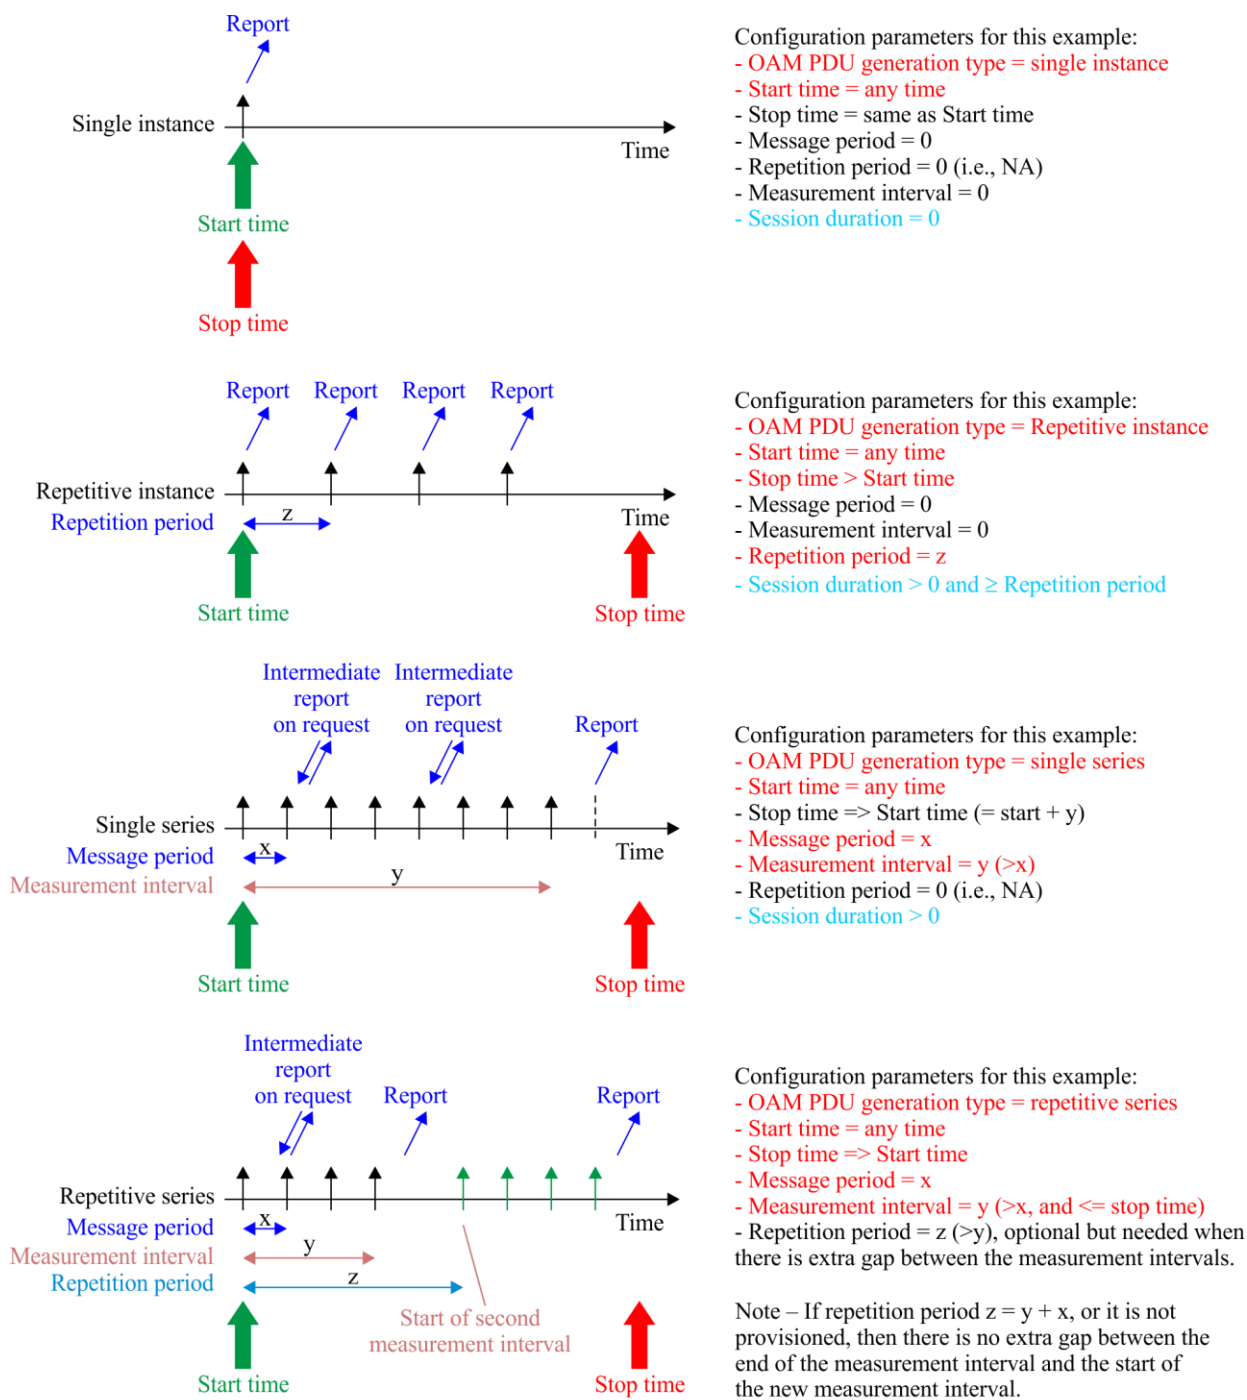 Report
Single instance
Time
Start time
Stop time
Configuration parameters for this example:
- OAM PDU generation type = single instance
- Start time = any time
- Stop time = same as Start time
- Message period = 0
- Repetition period = 0 (i.e., NA)
- Measurement interval = 0
- Session duration = 0
Report Report Report Report
Repetitive instance
Time
Repetition period
z
Start time
Stop time
Configuration parameters for this example:
- OAM PDU generation type = Repetitive instance
- Start time = any time
- Stop time > Start time
- Message period = 0
- Measurement interval = 0
- Repetition period = z
- Session duration > 0 and ≥ Repetition period
Intermediate
report
on request
Intermediate
report
on request
Report
Single series
Time
Message period
x
Measurement interval
y
Start time
Stop time
Configuration parameters for this example:
- OAM PDU generation type = single series
- Start time = any time
- Stop time => Start time (= start + y)
- Message period = x
- Measurement interval = y (>x)
- Repetition period = 0 (i.e., NA)
- Session duration > 0
Intermediate
report
on request
Report
Report
Repetitive series
Time
Message period
x
Measurement interval
y
Repetition period
z
Start of second
measurement interval
Start time
Stop time
Configuration parameters for this example:
- OAM PDU generation type = repetitive series
- Start time = any time
- Stop time => Start time
- Message period = x
- Measurement interval = y (>x, and <= stop time)
- Repetition period = z (>y), optional but needed when
there is extra gap between the measurement intervals.
Note – If repetition period z = y + x, or it is not
provisioned, then there is no extra gap between the
end of the measurement interval and the start of
the new measurement interval.